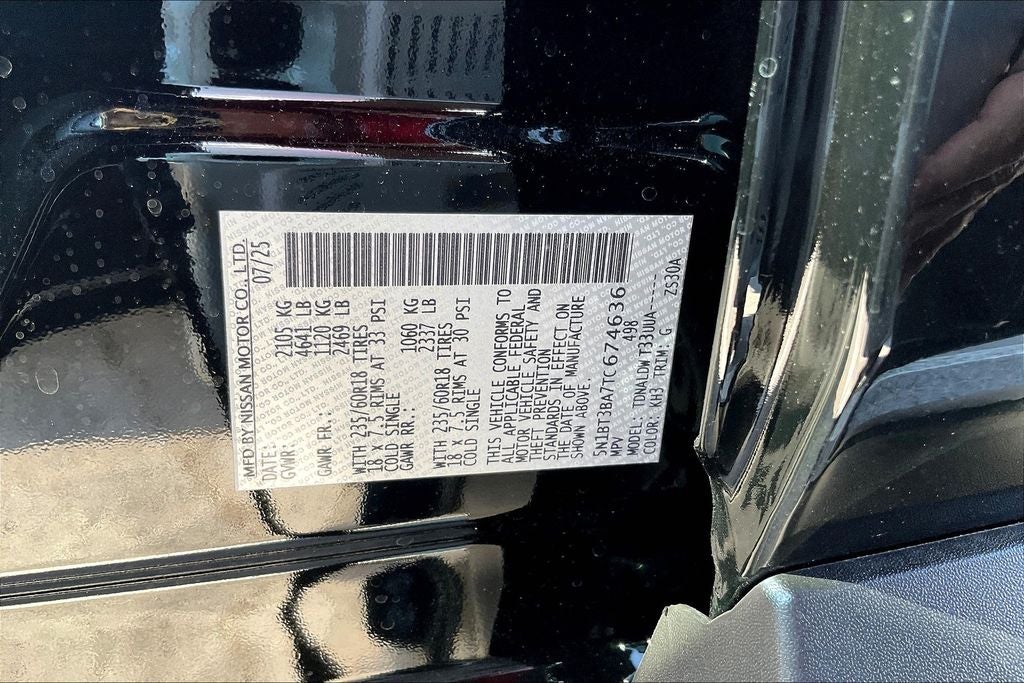 MFD BY NISSAN MOTOR CO., LTD.
DATE: 07/25
GVWR: 2105 KG
4641 LB
GAWR FR.: 1120 KG
2469 LB
WITH 235/60R18 TIRES
18 X 7.5 RIMS AT 33 PSI
COLD SINGLE
GAWR RR.: 1060 KG
2337 LB
WITH 235/60R18 TIRES
18 X 7.5 RIMS AT 30 PSI
COLD SINGLE
THIS VEHICLE CONFORMS TO
ALL APPLICABLE FEDERAL
MOTOR VEHICLE SAFETY AND
THEFT PREVENTION
STANDARDS IN EFFECT ON
THE DATE OF MANUFACTURE
SHOWN ABOVE.
5N1BT3BA7TC674636
MPV 498
MODEL: TDNALDW T33UUA-----
COLOR: KH3 TRIM: G ZS30A